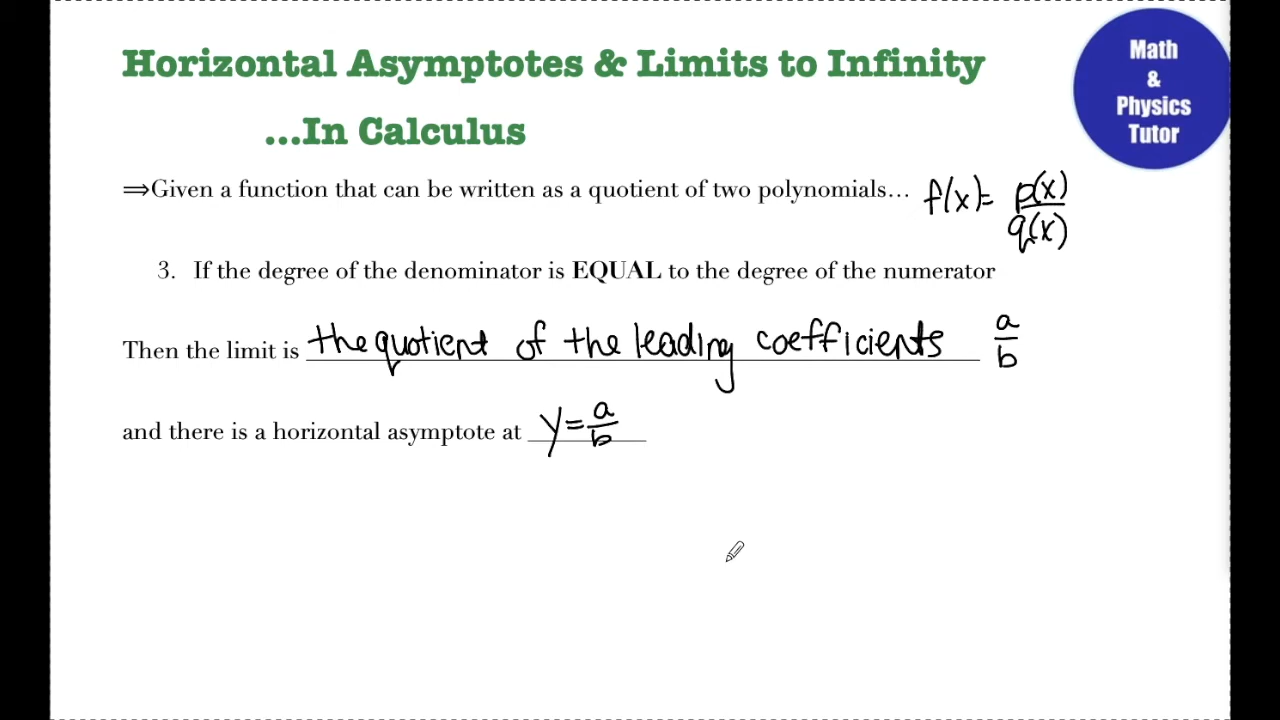 Horizontal Asymptotes & Limits to Infinity
...In Calculus
Math
&
Physics
Tutor
⟹Given a function that can be written as a quotient of two polynomials… f(x)= p(x)/q(x)
3. If the degree of the denominator is EQUAL to the degree of the numerator
Then the limit is the quotient of the leading coefficients a/b
and there is a horizontal asymptote at y=a/b